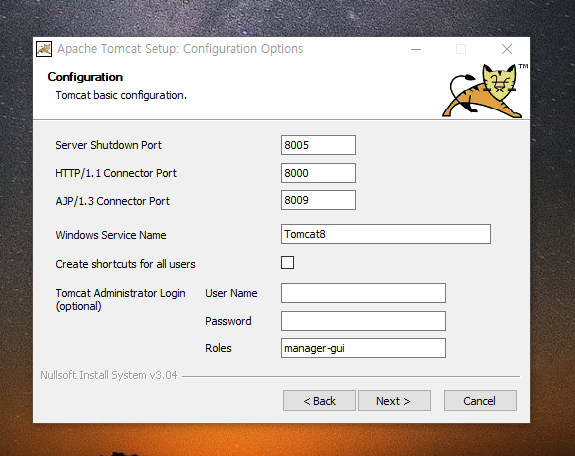 Apache Tomcat Setup: Configuration Options
Configuration
Tomcat basic configuration.
TM
Server Shutdown Port 8005
HTTP/1.1 Connector Port 8000
AJP/1.3 Connector Port 8009
Windows Service Name Tomcat8
Create shortcuts for all users
Tomcat Administrator Login User Name
(optional)
Password
Roles manager-gui
Nullsoft Install System v3.04
< Back Next > Cancel